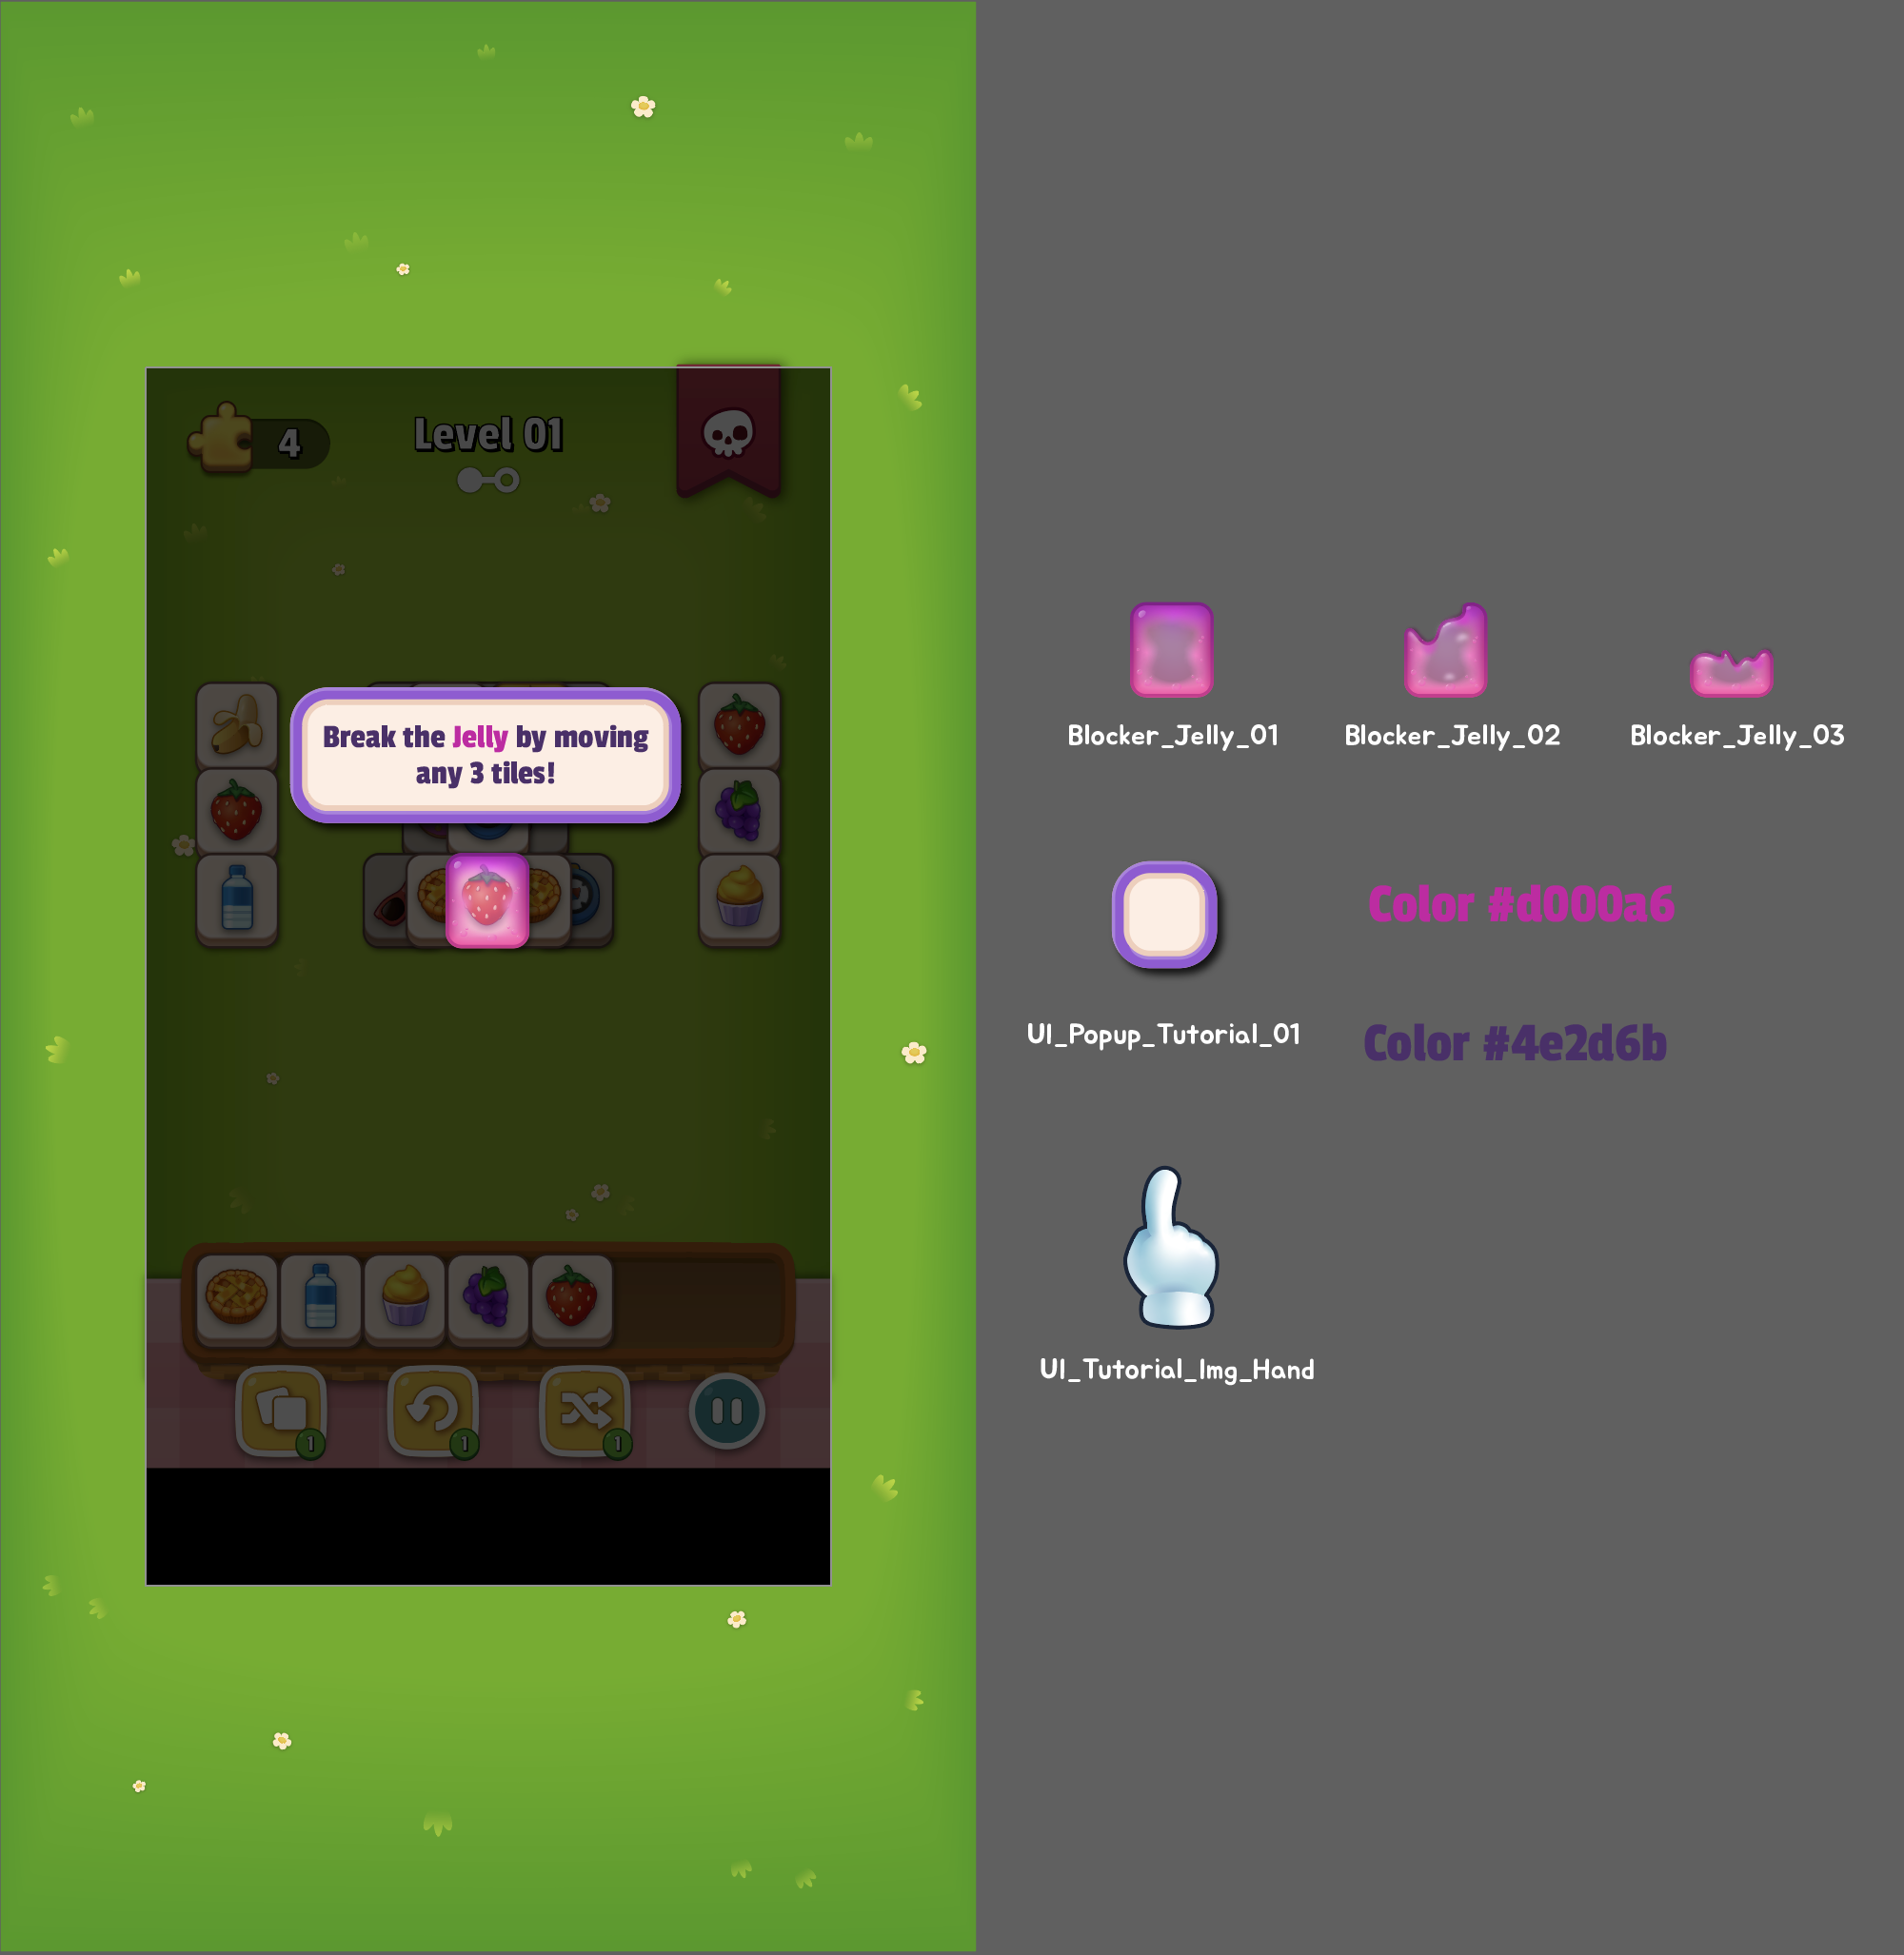 4
Level 01
Break the Jelly by moving
any 3 tiles!
1
1
1
Blocker_Jelly_01
Blocker_Jelly_02
Blocker_Jelly_03
UI_Popup_Tutorial_01
Color #d000a6
Color #4e2d6b
UI_Tutorial_Img_Hand